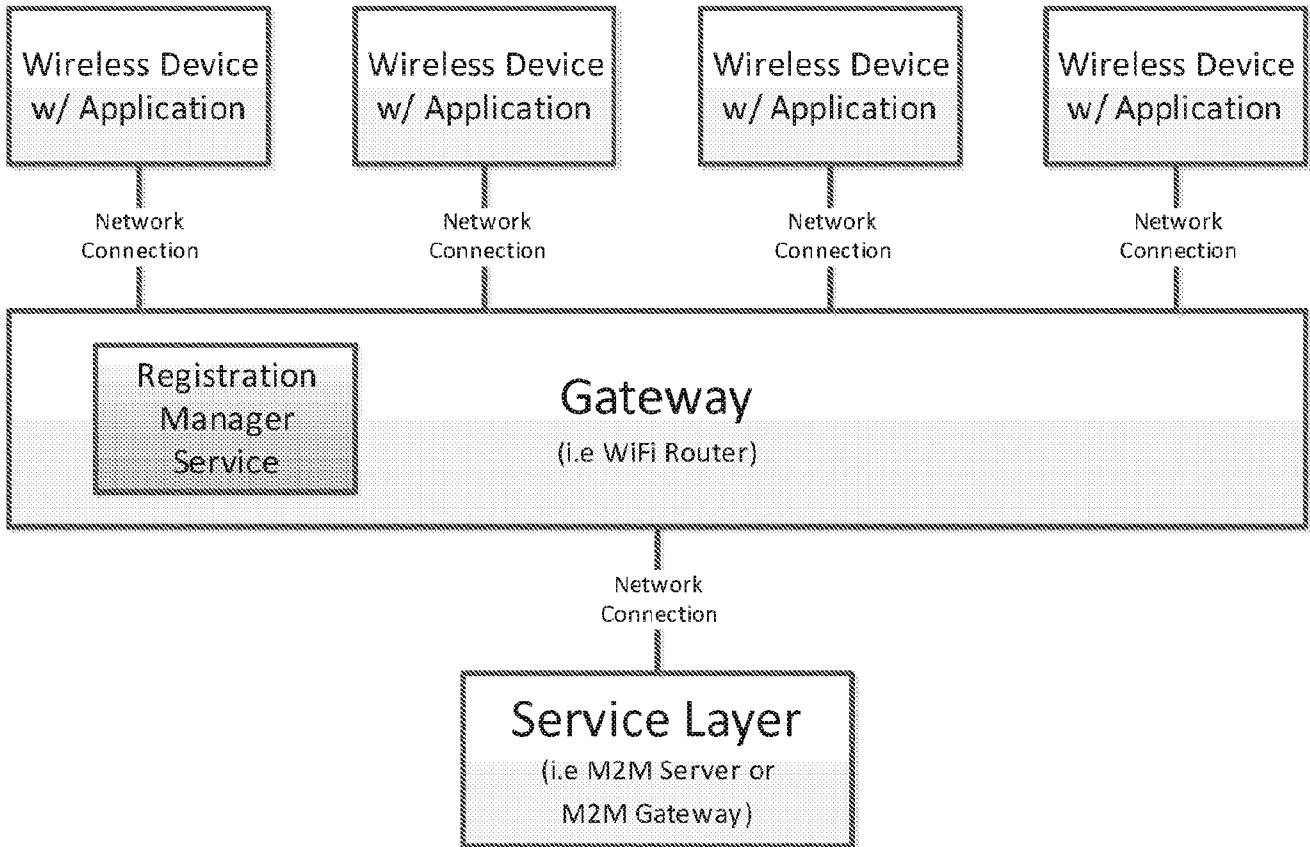 Wireless Device
w/ Application
Wireless Device
w/ Application
Wireless Device
w/ Application
Wireless Device
w/ Application
Network
Connection
Network
Connection
Network
Connection
Network
Connection
Registration
Manager
Service
Gateway
(i.e WiFi Router)
Network
Connection
Service Layer
(i.e M2M Server or
M2M Gateway)